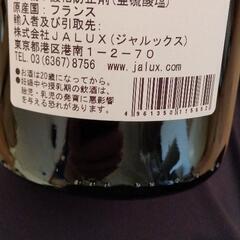 酸化防止剤(亜硫酸塩)
原産国:フランス
輸入者及び引取先:
株式会社JALUX(ジャルックス)
東京都港区港南1-2-70
03(6367)8756 www.jalux.com
●お酒は20歳になってから
妊娠中や授乳期の飲酒は、
胎児・乳児の発育に悪影響
を与えるおそれがあります。